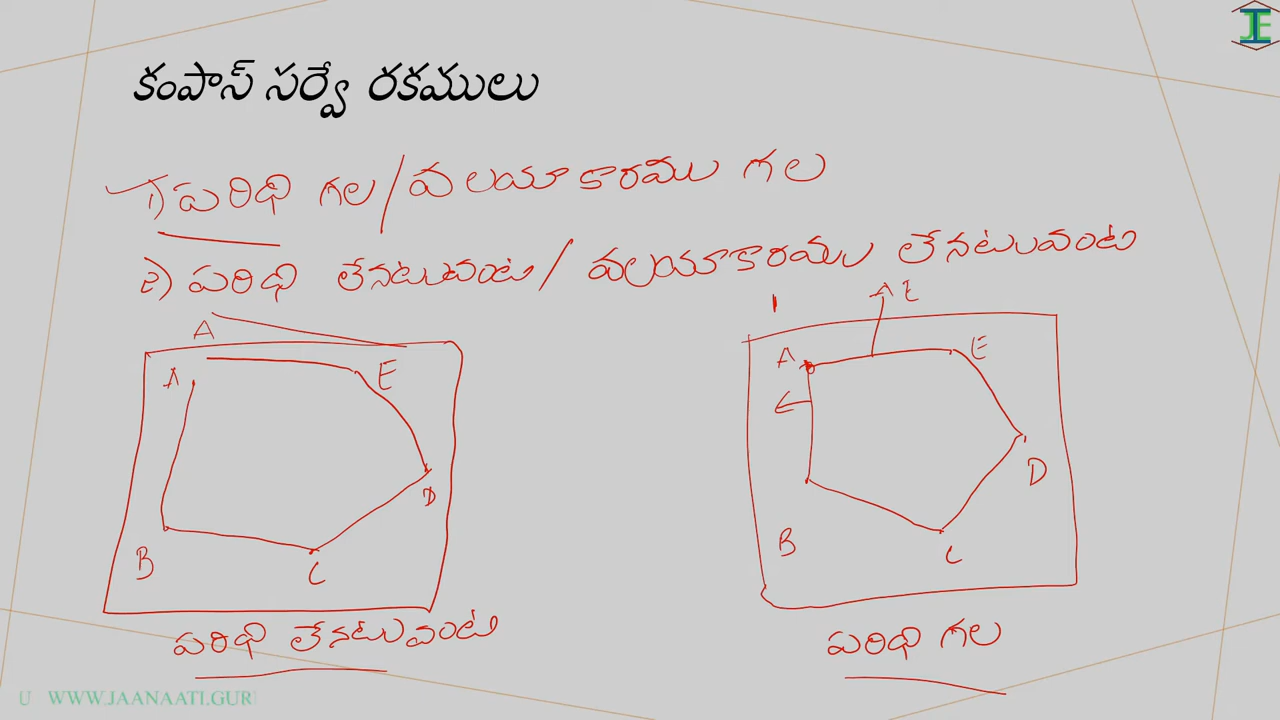 JE
కంపాస్ సర్వే రకములు
1) పరిధి గల / వలయాకారము గల
2) పరిధి లేనటువంటి / వలయాకారము లేనటువంటి
A
A
E
B
C
D
పరిధి లేనటువంటి
A E
A
E
B
C
D
పరిధి గల
U WWW.JAANAATI.GUR